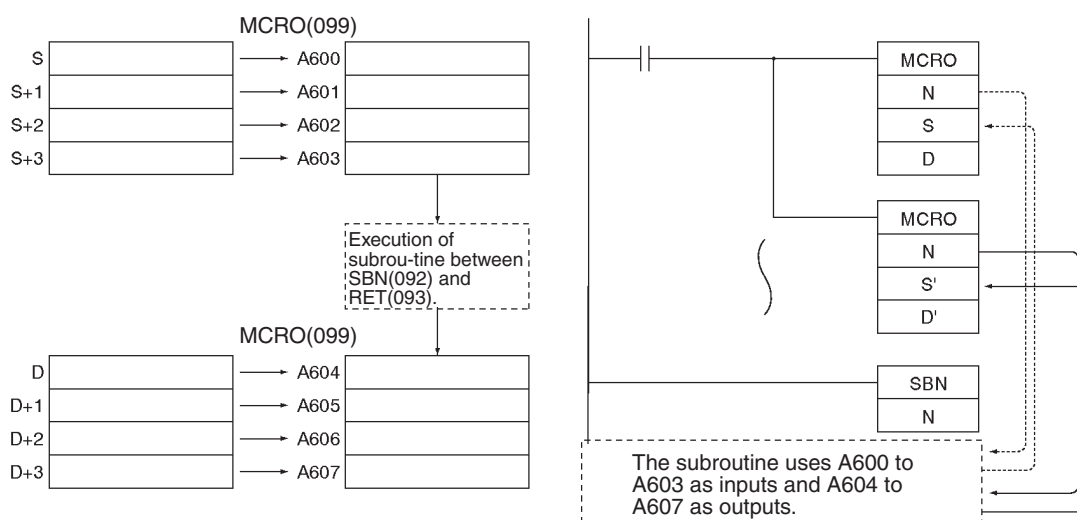 MCRO(099)
S A600
S+1 A601
S+2 A602
S+3 A603
Execution of
subrou-tine between
SBN(092) and
RET(093).
MCRO(099)
D A604
D+1 A605
D+2 A606
D+3 A607
MCRO
N
S
D
MCRO
N
S'
D'
SBN
N
The subroutine uses A600 to
A603 as inputs and A604 to
A607 as outputs.